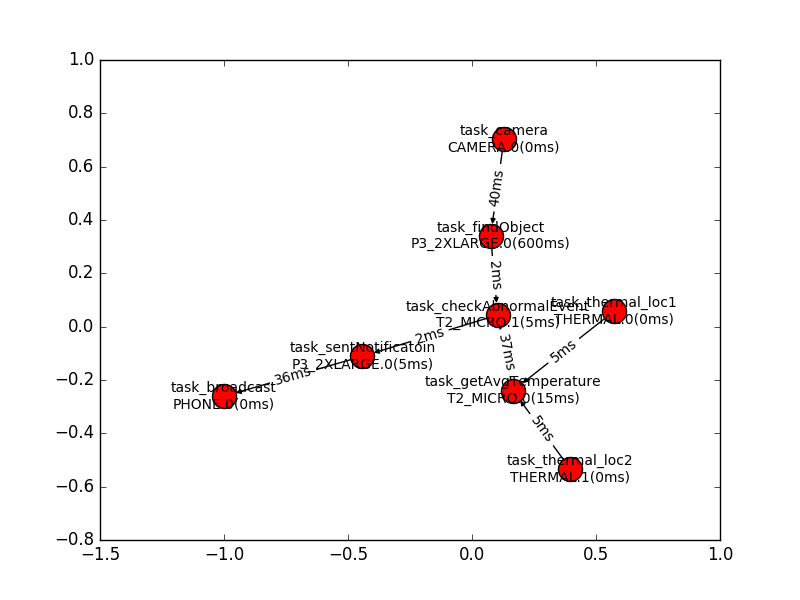 1.0
0.8
0.6
0.4
0.2
0.0
−0.2
−0.4
−0.6
−0.8
−1.5
−1.0
−0.5
0.0
0.5
1.0
task_camera
CAMERA.0(0ms)
40ms
task_findObject
P3_2XLARGE.0(600ms)
2ms
task_checkAbnormalEvent
T2_MICRO.1(5ms)
task_thermal_loc1
THERMAL.0(0ms)
2ms
37ms
5ms
task_sentNotificatoin
P3_2XLARGE.0(5ms)
36ms
task_broadcast
PHONE.0(0ms)
task_getAvgTemperature
T2_MICRO.0(15ms)
5ms
task_thermal_loc2
THERMAL.1(0ms)